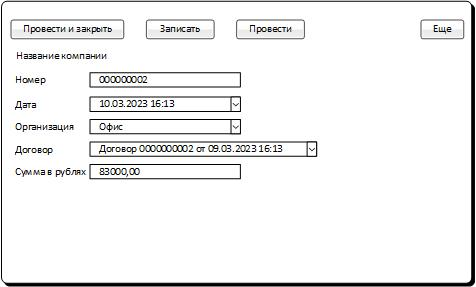 Провести и закрыть Записать Провести Еще
Название компании
Номер 000000002
Дата 10.03.2023 16:13
Организация Офис
Договор Договор 0000000002 от 09.03.2023 16:13
Сумма в рублях 83000,00